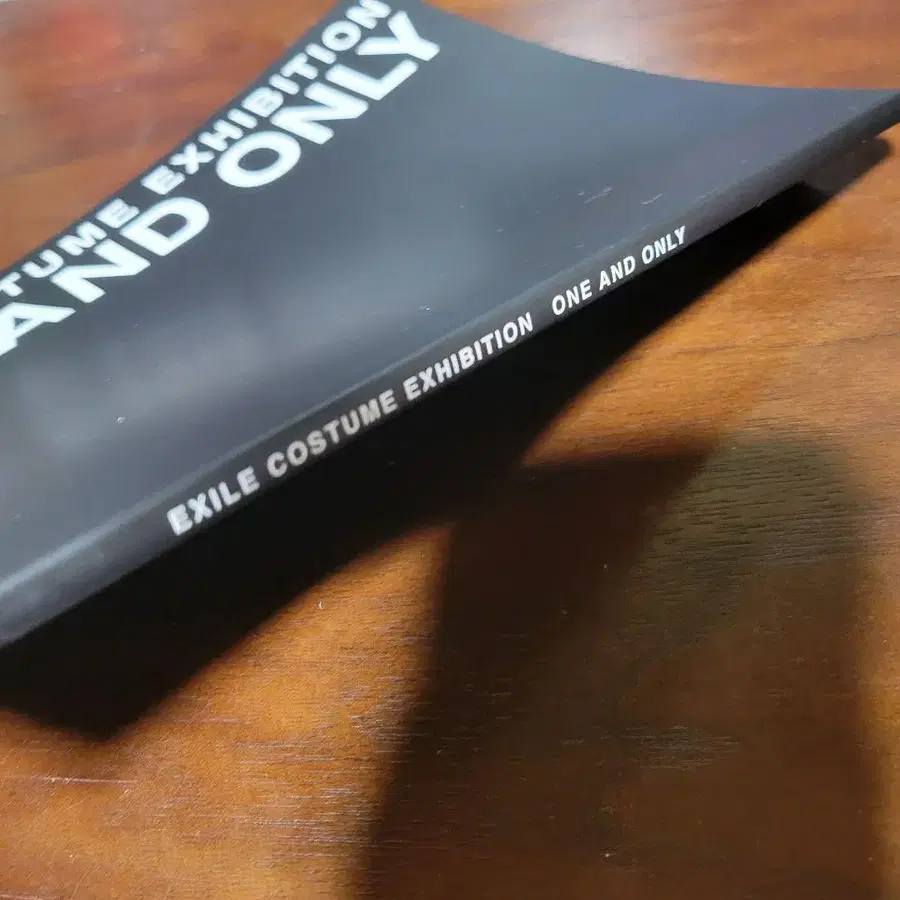 TUME EXHIBITION
AND ONLY
EXILE COSTUME EXHIBITION ONE AND ONLY